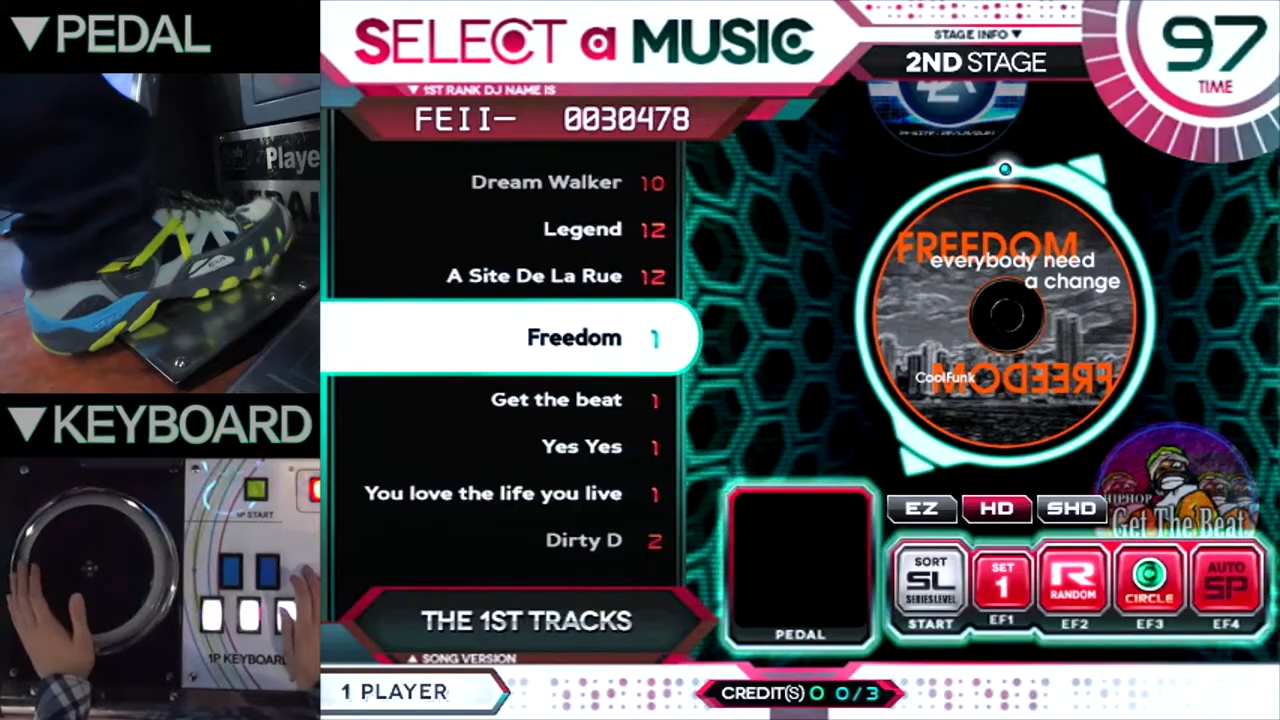 ▼PEDAL
Playe
▼KEYBOARD
1P START
1P KEYBOARD
SELECT a MUSIC
STAGE INFO ▼
2ND STAGE
97
TIME
▼ 1ST RANK DJ NAME IS
FEII- 0030478
Dream Walker 10
Legend 12
A Site De La Rue 12
Freedom 1
Get the beat 1
Yes Yes 1
You love the life you live 1
Dirty D 2
THE 1ST TRACKS
▲ SONG VERSION
FREEDOM
everybody need
a change
CoolFunk
FREEDOM
HIPHOP
Get The Beat
EZ HD SHD
PEDAL
SORT
SL
SERIES LEVEL
START
SET
1
EF1
R
RANDOM
EF2
CIRCLE
EF3
AUTO
SP
EF4
1 PLAYER
CREDIT(S) 0 0/3